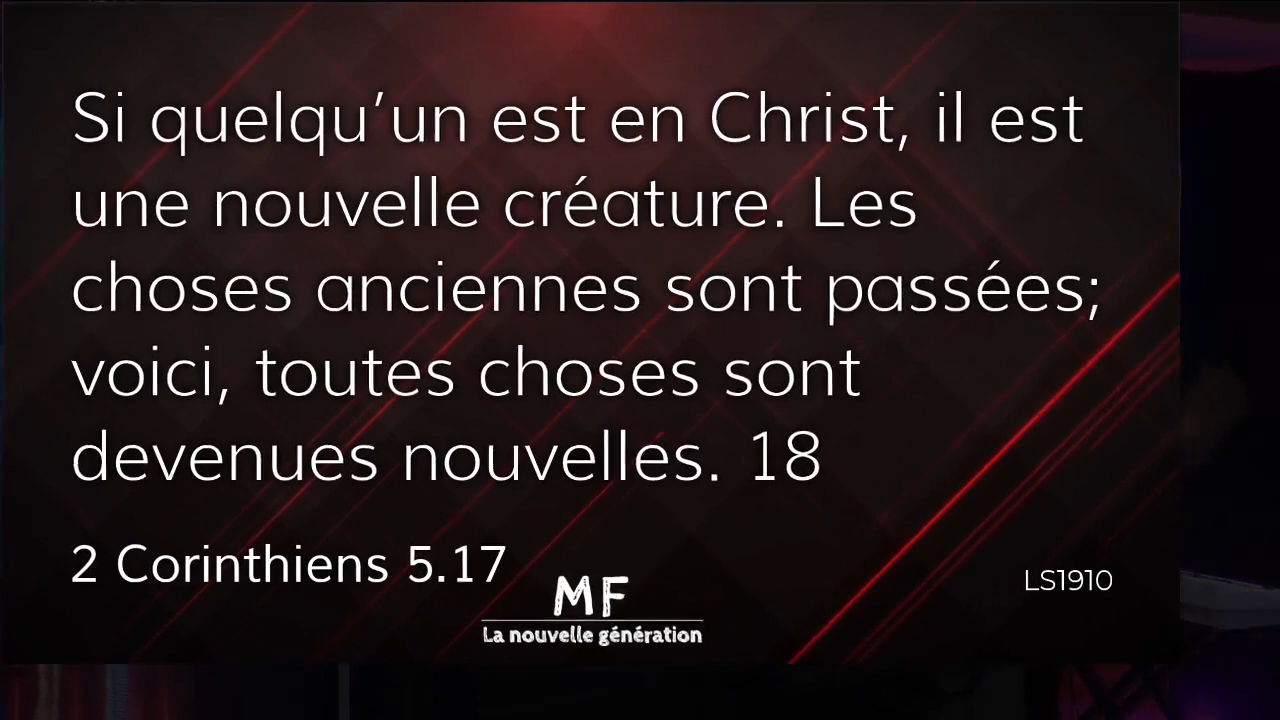 Si quelqu’un est en Christ, il est
une nouvelle créature. Les
choses anciennes sont passées;
voici, toutes choses sont
devenues nouvelles. 18
2 Corinthiens 5.17
LS1910
MF
La nouvelle génération